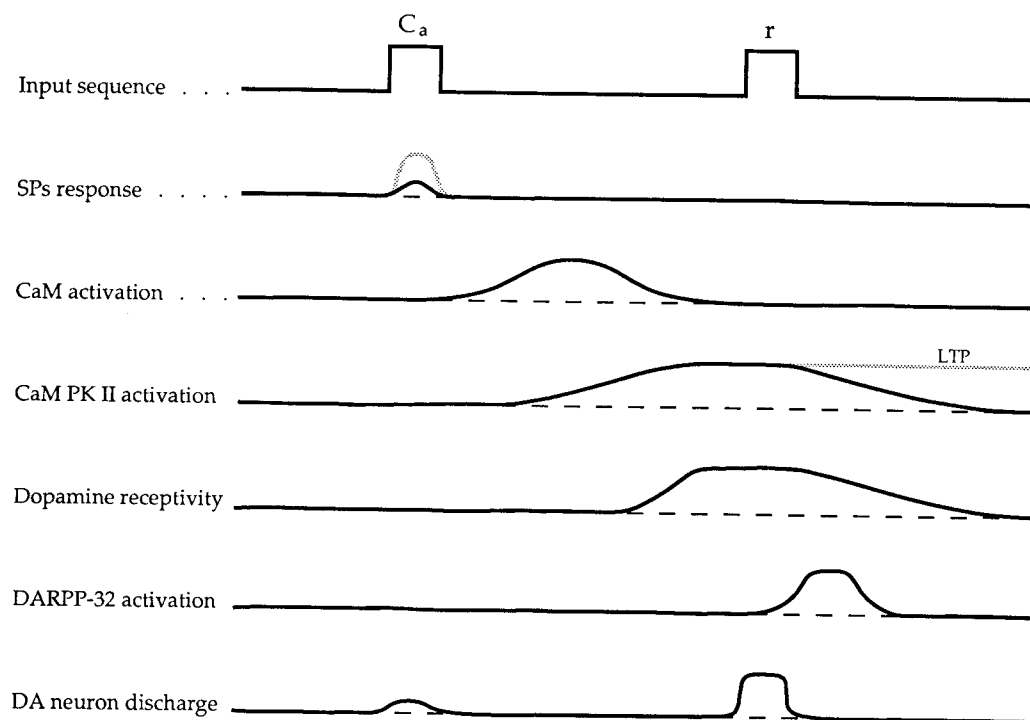 C a r
Input sequence . . .
SPs response . . . .
CaM activation . . .
LTP
CaM PK II activation
Dopamine receptivity
DARPP-32 activation
DA neuron discharge